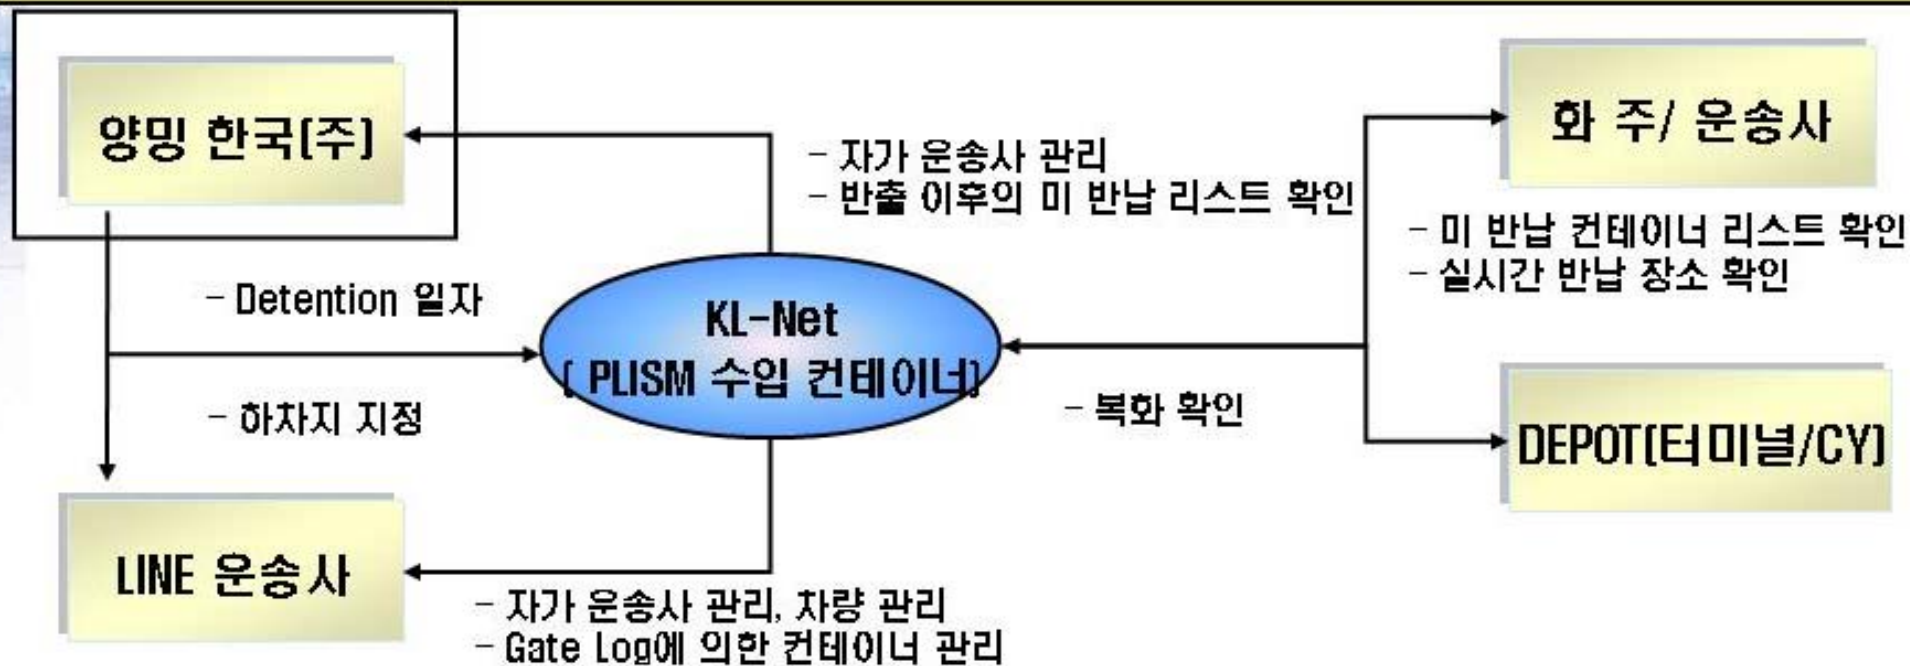 양밍 한국(주)
화 주/ 운송사
- 자가 운송사 관리
- 반출 이후의 미 반납 리스트 확인
- 미 반납 컨테이너 리스트 확인
- 실시간 반납 장소 확인
- Detention 일자
KL-Net
( PLISM 수입 컨테이너)
- 하차지 지정
- 복화 확인
DEPOT(터미널/CY)
LINE 운송사
- 자가 운송사 관리, 차량 관리
- Gate Log에 의한 컨테이너 관리